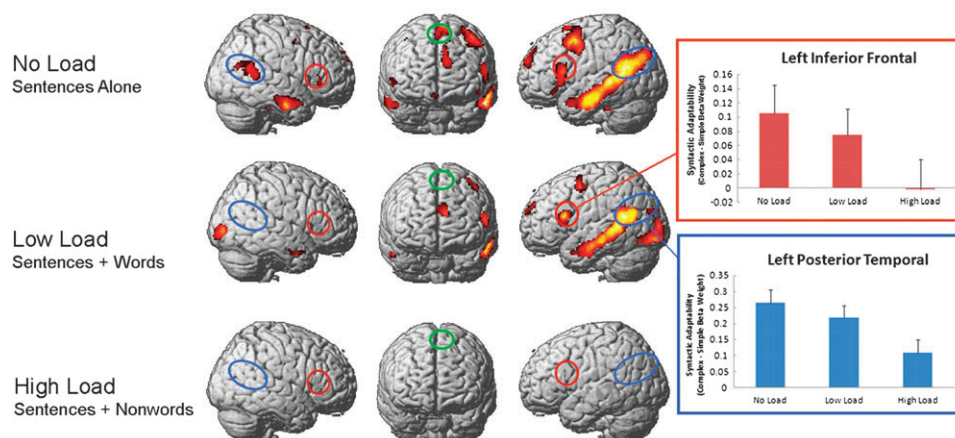 No Load
Sentences Alone
Low Load
Sentences + Words
High Load
Sentences + Nonwords
Left Inferior Frontal
Syntactic Adaptability
(Complex - Simple Beta Weight)
0.16
0.14
0.12
0.1
0.08
0.06
0.04
0.02
0
-0.02
No Load
Low Load
High Load
Left Posterior Temporal
Syntactic Adaptability
(Complex - Simple Beta Weight)
0.35
0.3
0.25
0.2
0.15
0.1
0.05
0
No Load
Low Load
High Load